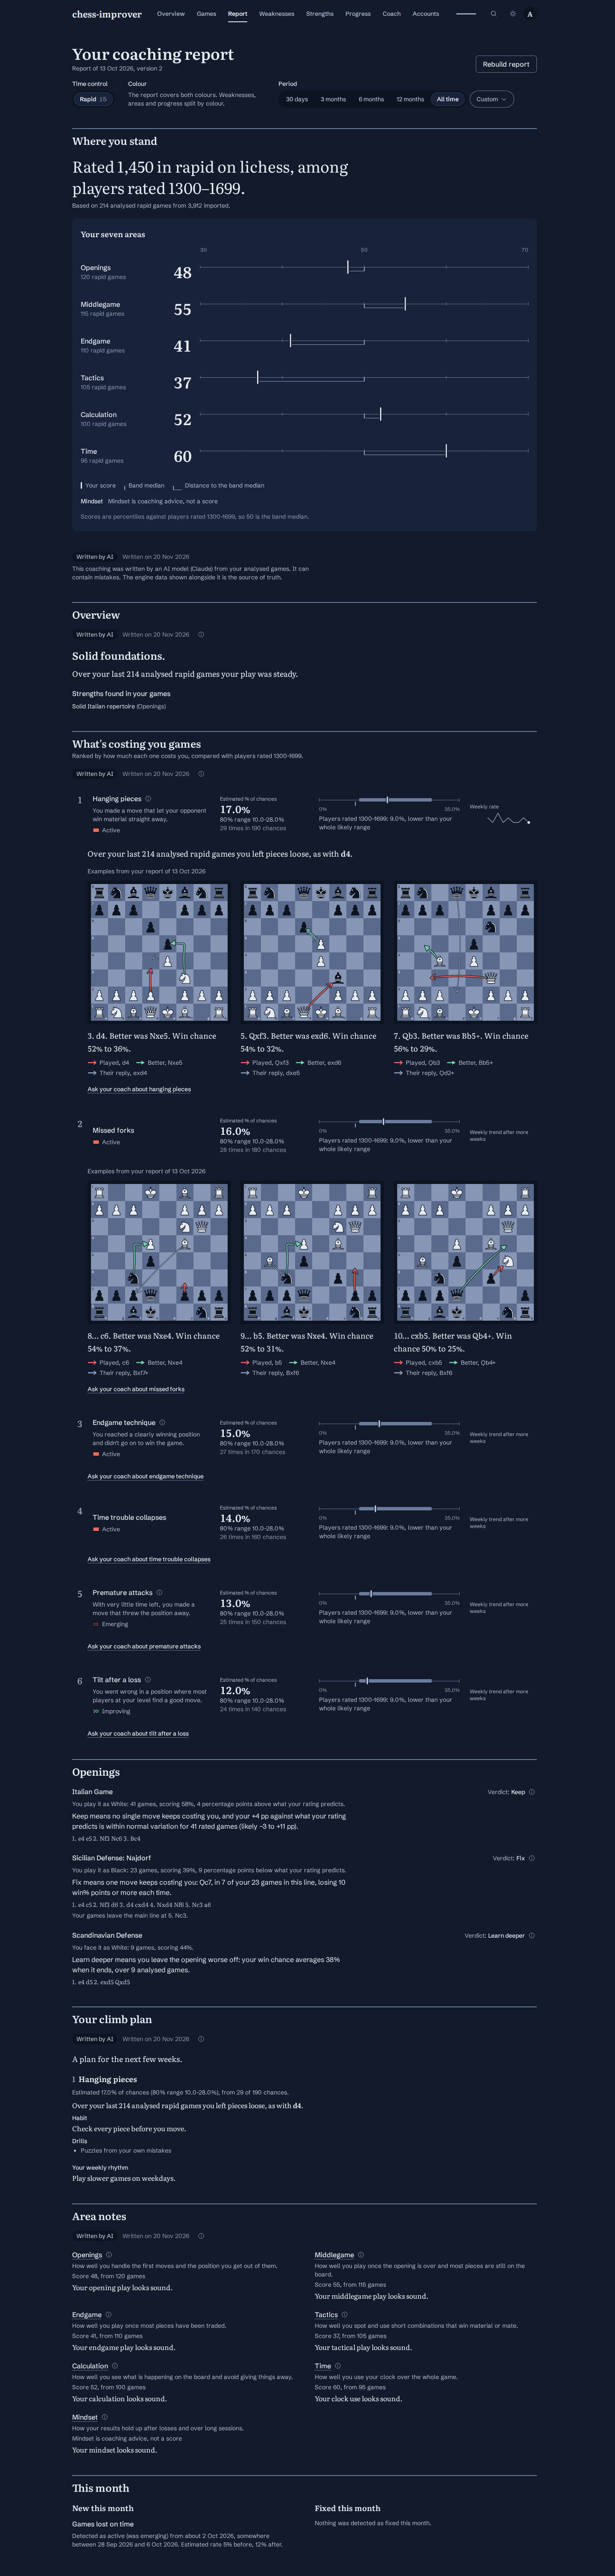 chess-improver
Overview Games Report Weaknesses Strengths Progress Coach Accounts
A
Your coaching report
Report of 13 Oct 2026, version 2
Rebuild report
Time control
Rapid 15
Colour
The report covers both colours. Weaknesses,
areas and progress split by colour.
Period
30 days 3 months 6 months 12 months All time Custom
Where you stand
Rated 1,450 in rapid on lichess, among
players rated 1300–1699.
Based on 214 analysed rapid games from 3,912 imported.
Your seven areas
30 50 70
Openings
120 rapid games
48
Middlegame
115 rapid games
55
Endgame
110 rapid games
41
Tactics
105 rapid games
37
Calculation
100 rapid games
52
Time
95 rapid games
60
Your score Band median Distance to the band median
Mindset Mindset is coaching advice, not a score
Scores are percentiles against players rated 1300-1699, so 50 is the band median.
Written by AI Written on 20 Nov 2026
This coaching was written by an AI model (Claude) from your analysed games. It can
contain mistakes. The engine data shown alongside it is the source of truth.
Overview
Written by AI Written on 20 Nov 2026
Solid foundations.
Over your last 214 analysed rapid games your play was steady.
Strengths found in your games
Solid Italian repertoire (Openings)
What's costing you games
Ranked by how much each one costs you, compared with players rated 1300-1699.
Written by AI Written on 20 Nov 2026
1 Hanging pieces
You made a move that let your opponent
win material straight away.
Active
Estimated % of chances
17.0%
80% range 10.0-28.0%
29 times in 190 chances
0% 35.0%
Players rated 1300-1699: 9.0%, lower than your
whole likely range
Weekly rate
Over your last 214 analysed rapid games you left pieces loose, as with d4.
Examples from your report of 13 Oct 2026
3. d4. Better was Nxe5. Win chance
52% to 36%.
Played, d4 Better, Nxe5
Their reply, exd4
5. Qxf3. Better was exd6. Win chance
54% to 32%.
Played, Qxf3 Better, exd6
Their reply, dxe5
7. Qb3. Better was Bb5+. Win chance
56% to 29%.
Played, Qb3 Better, Bb5+
Their reply, Qd2+
Ask your coach about hanging pieces
2 Missed forks
Active
Estimated % of chances
16.0%
80% range 10.0-28.0%
28 times in 180 chances
0% 35.0%
Players rated 1300-1699: 9.0%, lower than your
whole likely range
Weekly trend after more
weeks
Examples from your report of 13 Oct 2026
8... c6. Better was Nxe4. Win chance
54% to 37%.
Played, c6 Better, Nxe4
Their reply, Bxf7+
9... b5. Better was Nxe4. Win chance
52% to 31%.
Played, b5 Better, Nxe4
Their reply, Bxf6
10... cxb5. Better was Qb4+. Win
chance 50% to 25%.
Played, cxb5 Better, Qb4+
Their reply, Bxf6
Ask your coach about missed forks
3 Endgame technique
You reached a clearly winning position
and didn't go on to win the game.
Active
Estimated % of chances
15.0%
80% range 10.0-28.0%
27 times in 170 chances
0% 35.0%
Players rated 1300-1699: 9.0%, lower than your
whole likely range
Weekly trend after more
weeks
Ask your coach about endgame technique
4 Time trouble collapses
Active
Estimated % of chances
14.0%
80% range 10.0-28.0%
26 times in 160 chances
0% 35.0%
Players rated 1300-1699: 9.0%, lower than your
whole likely range
Weekly trend after more
weeks
Ask your coach about time trouble collapses
5 Premature attacks
With very little time left, you made a
move that threw the position away.
Emerging
Estimated % of chances
13.0%
80% range 10.0-28.0%
25 times in 150 chances
0% 35.0%
Players rated 1300-1699: 9.0%, lower than your
whole likely range
Weekly trend after more
weeks
Ask your coach about premature attacks
6 Tilt after a loss
You went wrong in a position where most
players at your level find a good move.
Improving
Estimated % of chances
12.0%
80% range 10.0-28.0%
24 times in 140 chances
0% 35.0%
Players rated 1300-1699: 9.0%, lower than your
whole likely range
Weekly trend after more
weeks
Ask your coach about tilt after a loss
Openings
Italian Game
Verdict: Keep
You play it as White: 41 games, scoring 58%, 4 percentage points above what your rating predicts.
Keep means no single move keeps costing you, and your +4 pp against what your rating
predicts is within normal variation for 41 rated games (likely −3 to +11 pp).
1. e4 e5 2. Nf3 Nc6 3. Bc4
Sicilian Defense: Najdorf
Verdict: Fix
You play it as Black: 23 games, scoring 39%, 9 percentage points below what your rating predicts.
Fix means one move keeps costing you: Qc7, in 7 of your 23 games in this line, losing 10
win% points or more each time.
1. e4 c5 2. Nf3 d6 3. d4 cxd4 4. Nxd4 Nf6 5. Nc3 a6
Your games leave the main line at 5. Nc3.
Scandinavian Defense
Verdict: Learn deeper
You face it as White: 9 games, scoring 44%.
Learn deeper means you leave the opening worse off: your win chance averages 38%
when it ends, over 9 analysed games.
1. e4 d5 2. exd5 Qxd5
Your climb plan
Written by AI Written on 20 Nov 2026
A plan for the next few weeks.
1 Hanging pieces
Estimated 17.0% of chances (80% range 10.0-28.0%), from 29 of 190 chances.
Over your last 214 analysed rapid games you left pieces loose, as with d4.
Habit
Check every piece before you move.
Drills
• Puzzles from your own mistakes
Your weekly rhythm
Play slower games on weekdays.
Area notes
Written by AI Written on 20 Nov 2026
Openings
How well you handle the first moves and the position you get out of them.
Score 48, from 120 games
Your opening play looks sound.
Middlegame
How well you play once the opening is over and most pieces are still on the
board.
Score 55, from 115 games
Your middlegame play looks sound.
Endgame
How well you play once most pieces have been traded.
Score 41, from 110 games
Your endgame play looks sound.
Tactics
How well you spot and use short combinations that win material or mate.
Score 37, from 105 games
Your tactical play looks sound.
Calculation
How well you see what is happening on the board and avoid giving things away.
Score 52, from 100 games
Your calculation looks sound.
Time
How well you use your clock over the whole game.
Score 60, from 95 games
Your clock use looks sound.
Mindset
How your results hold up after losses and over long sessions.
Mindset is coaching advice, not a score
Your mindset looks sound.
This month
New this month
Games lost on time
Detected as active (was emerging) from about 2 Oct 2026, somewhere
between 28 Sep 2026 and 6 Oct 2026. Estimated rate 5% before, 12% after.
Fixed this month
Nothing was detected as fixed this month.